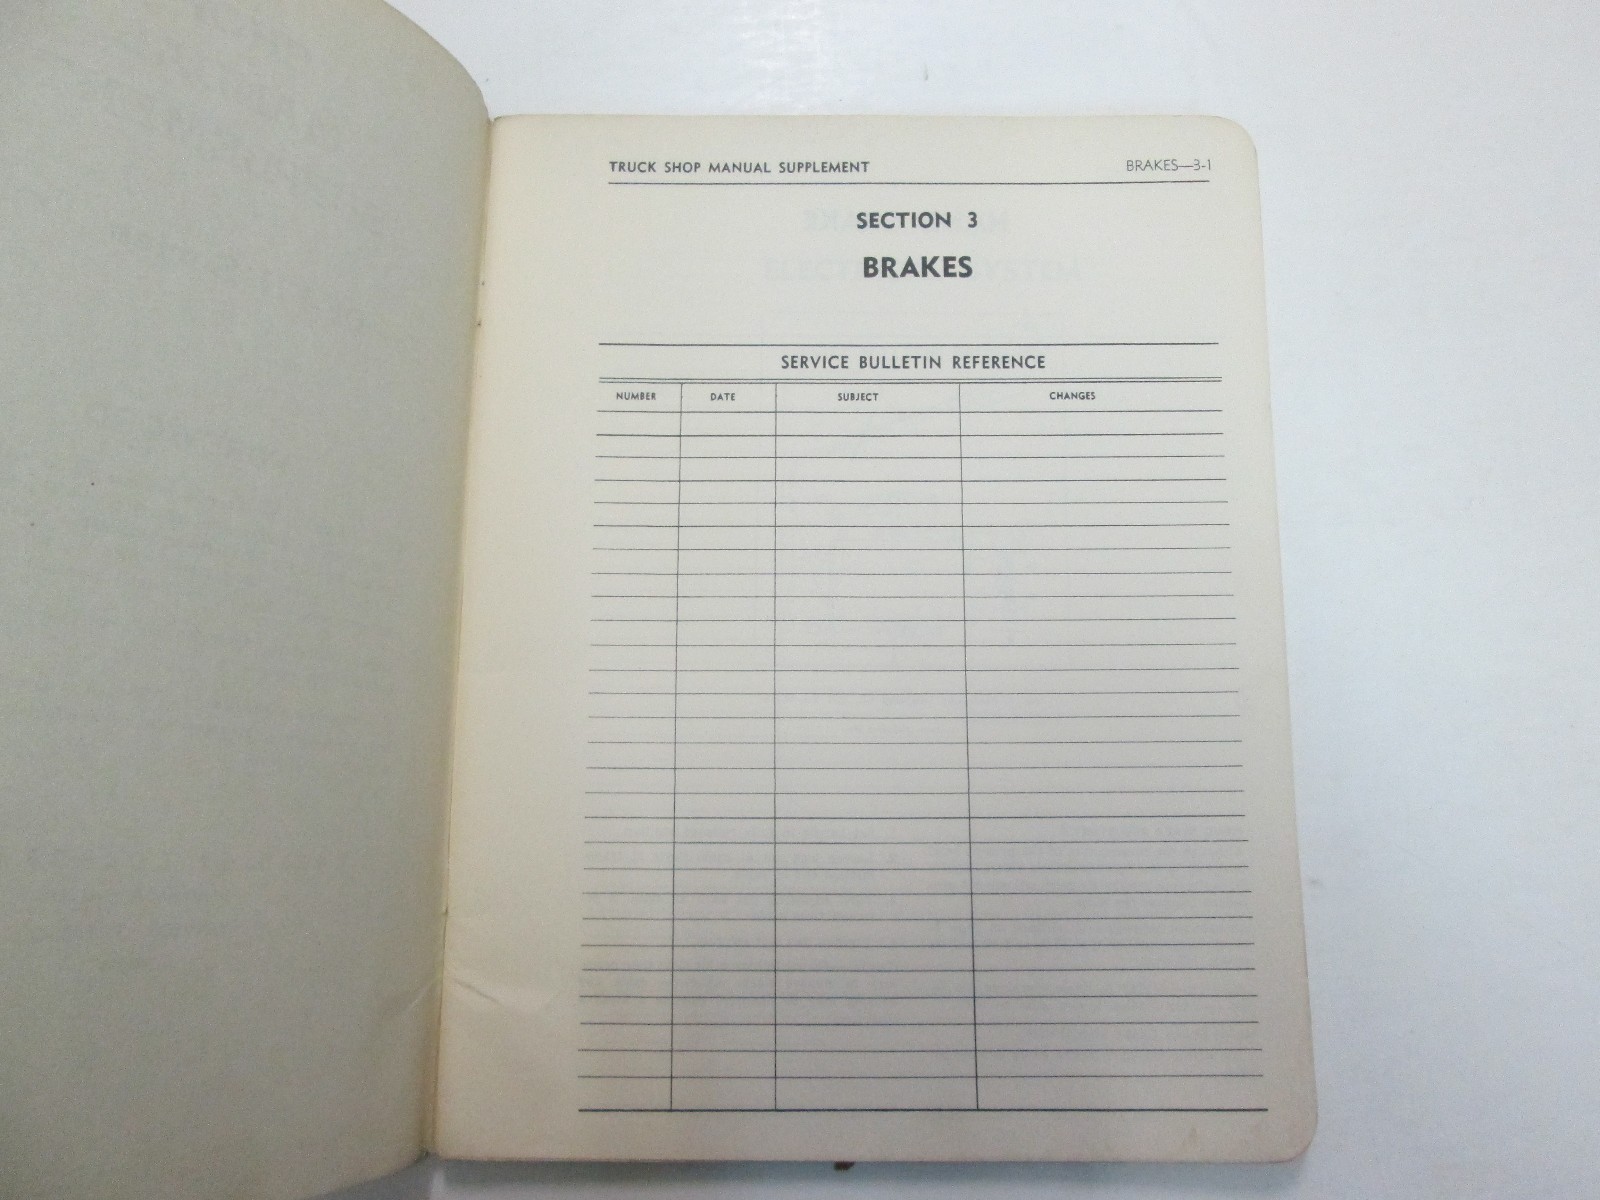 TRUCK SHOP MANUAL SUPPLEMENT BRAKES—3-1
SECTION 3
BRAKES
SERVICE BULLETIN REFERENCE
NUMBER DATE SUBJECT CHANGES